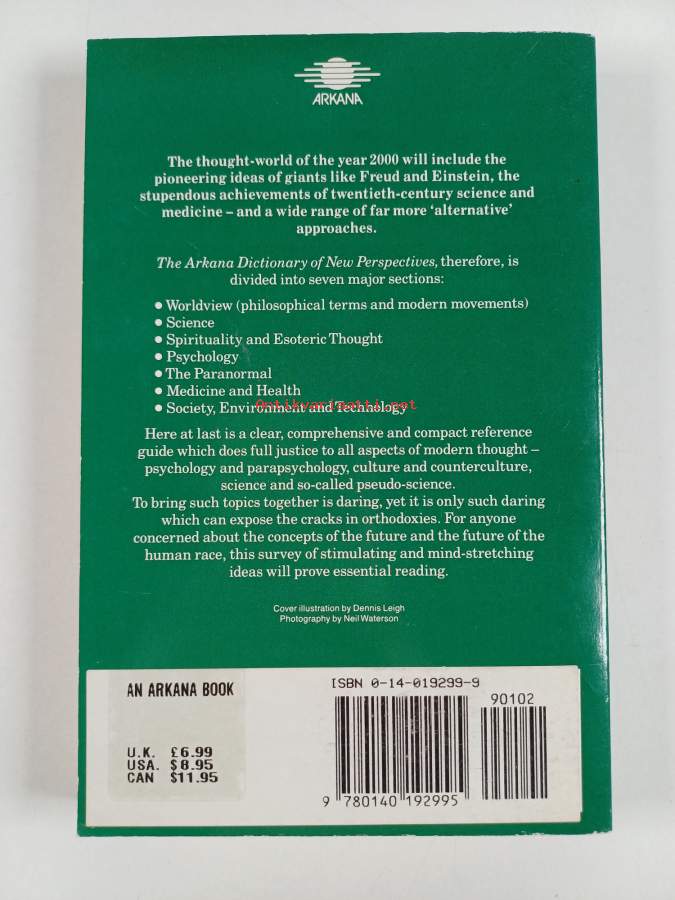 ARKANA
The thought-world of the year 2000 will include the
pioneering ideas of giants like Freud and Einstein, the
stupendous achievements of twentieth-century science and
medicine – and a wide range of far more ‘alternative’
approaches.
The Arkana Dictionary of New Perspectives, therefore, is
divided into seven major sections:
● Worldview (philosophical terms and modern movements)
● Science
● Spirituality and Esoteric Thought
● Psychology
● The Paranormal
● Medicine and Health
Antikvariaatti.net
● Society, Environment and Technology
Here at last is a clear, comprehensive and compact reference
guide which does full justice to all aspects of modern thought –
psychology and parapsychology, culture and counterculture,
science and so-called pseudo-science.
To bring such topics together is daring, yet it is only such daring
which can expose the cracks in orthodoxies. For anyone
concerned about the concepts of the future and the future of the
human race, this survey of stimulating and mind-stretching
ideas will prove essential reading.
Cover illustration by Dennis Leigh
Photography by Neil Waterson
AN ARKANA BOOK
U.K. £6.99
USA. $8.95
CAN $11.95
ISBN 0-14-019299-9
90102
9 780140 192995